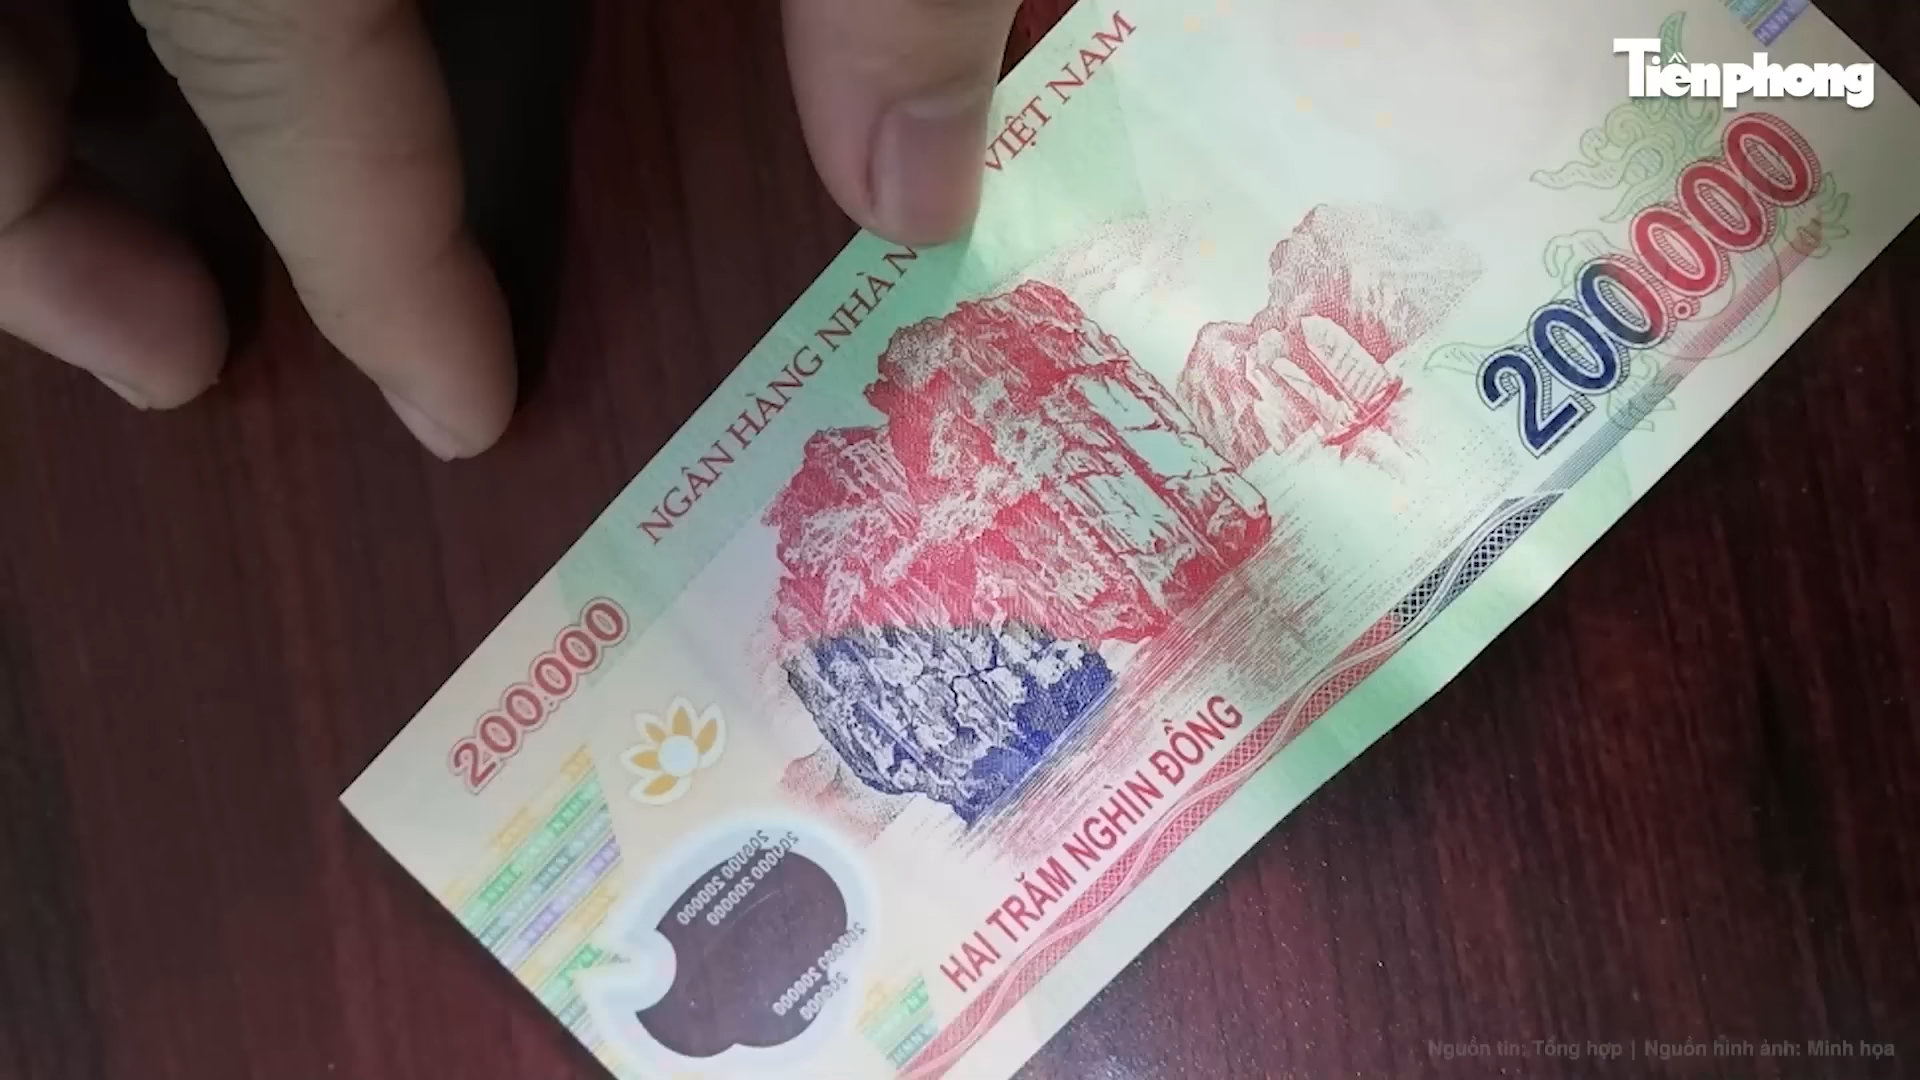 Tiềnphong
NGÂN HÀNG NHÀ N
VIỆT NAM
200.000
200.000
HAI TRĂM NGHÌN ĐỒNG
200000 200000
200000 200000
200000 2000000
200000
Nguồn tin: Tổng hợp | Nguồn hình ảnh: Minh họa